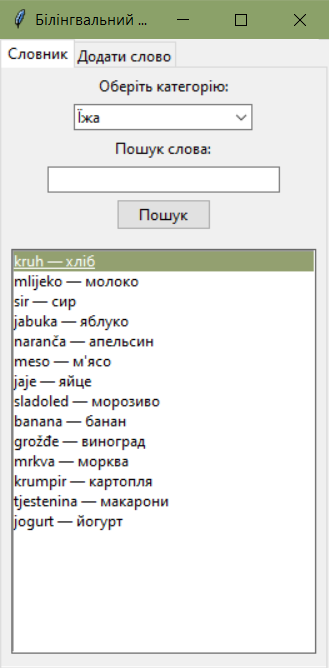 Білінгвальний ...
Словник Додати слово
Оберіть категорію:
Їжа
Пошук слова:
Пошук
kruh — хліб
mlijeko — молоко
sir — сир
jabuka — яблуко
naranča — апельсин
meso — м'ясо
jaje — яйце
sladoled — морозиво
banana — банан
grožđe — виноград
mrkva — морква
krumpir — картопля
tjestenina — макарони
jogurt — йогурт